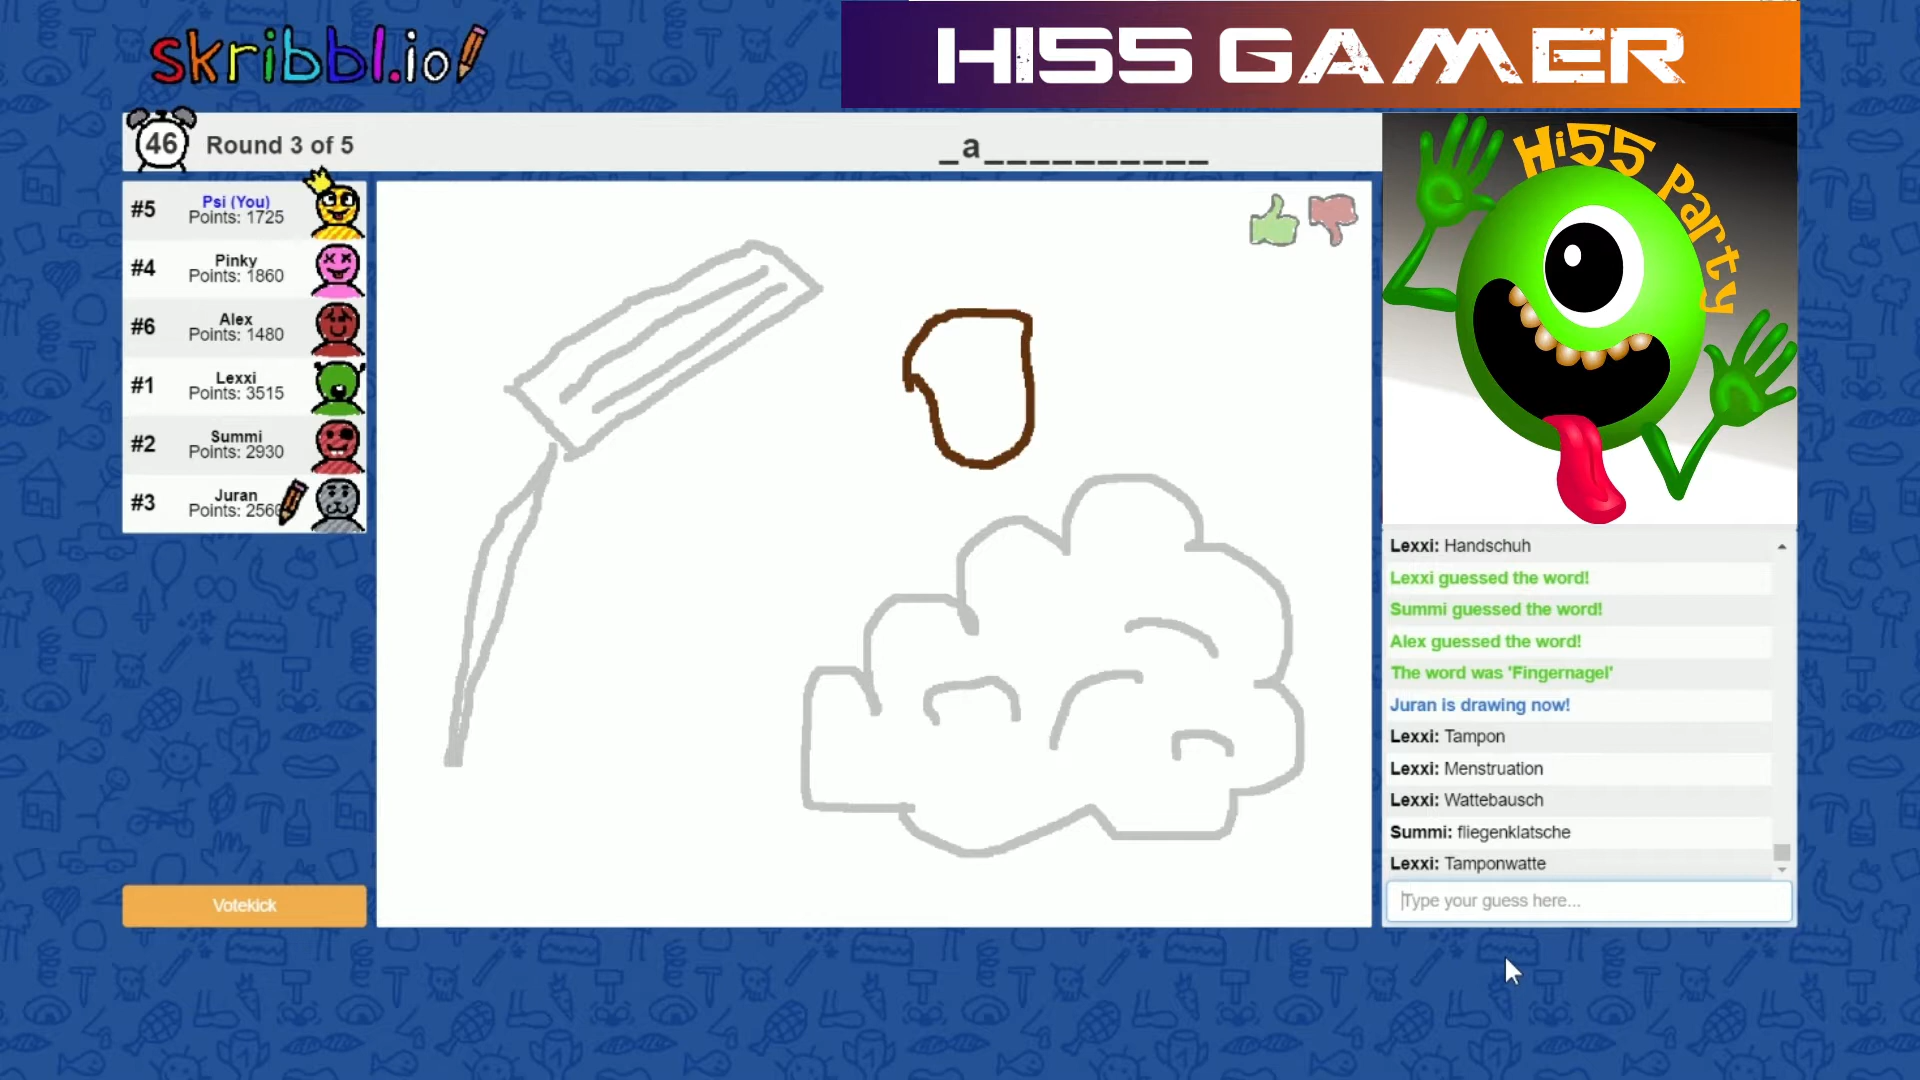 skribbl.io
HI55 GAMER
46
Round 3 of 5
_a__________
Hi55 Party
#5
Psi (You)
Points: 1725
#4
Pinky
Points: 1860
#6
Alex
Points: 1480
#1
Lexxi
Points: 3515
#2
Summi
Points: 2930
#3
Juran
Points: 2560
Votekick
Lexxi: Handschuh
Lexxi guessed the word!
Summi guessed the word!
Alex guessed the word!
The word was 'Fingernagel'
Juran is drawing now!
Lexxi: Tampon
Lexxi: Menstruation
Lexxi: Wattebausch
Summi: fliegenklatsche
Lexxi: Tamponwatte
Type your guess here...